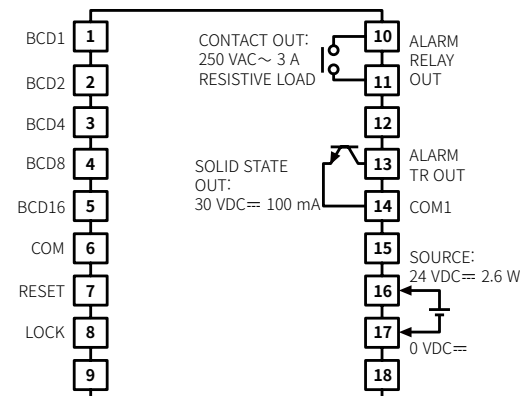 BCD1 1
BCD2 2
BCD4 3
BCD8 4
BCD16 5
COM 6
RESET 7
LOCK 8
9
CONTACT OUT:
250 VAC～ 3 A
RESISTIVE LOAD
SOLID STATE
OUT:
30 VDC⎓ 100 mA
10
11
ALARM
RELAY
OUT
12
13
ALARM
TR OUT
14 COM1
15
SOURCE:
24 VDC⎓ 2.6 W
16
17
0 VDC⎓
18